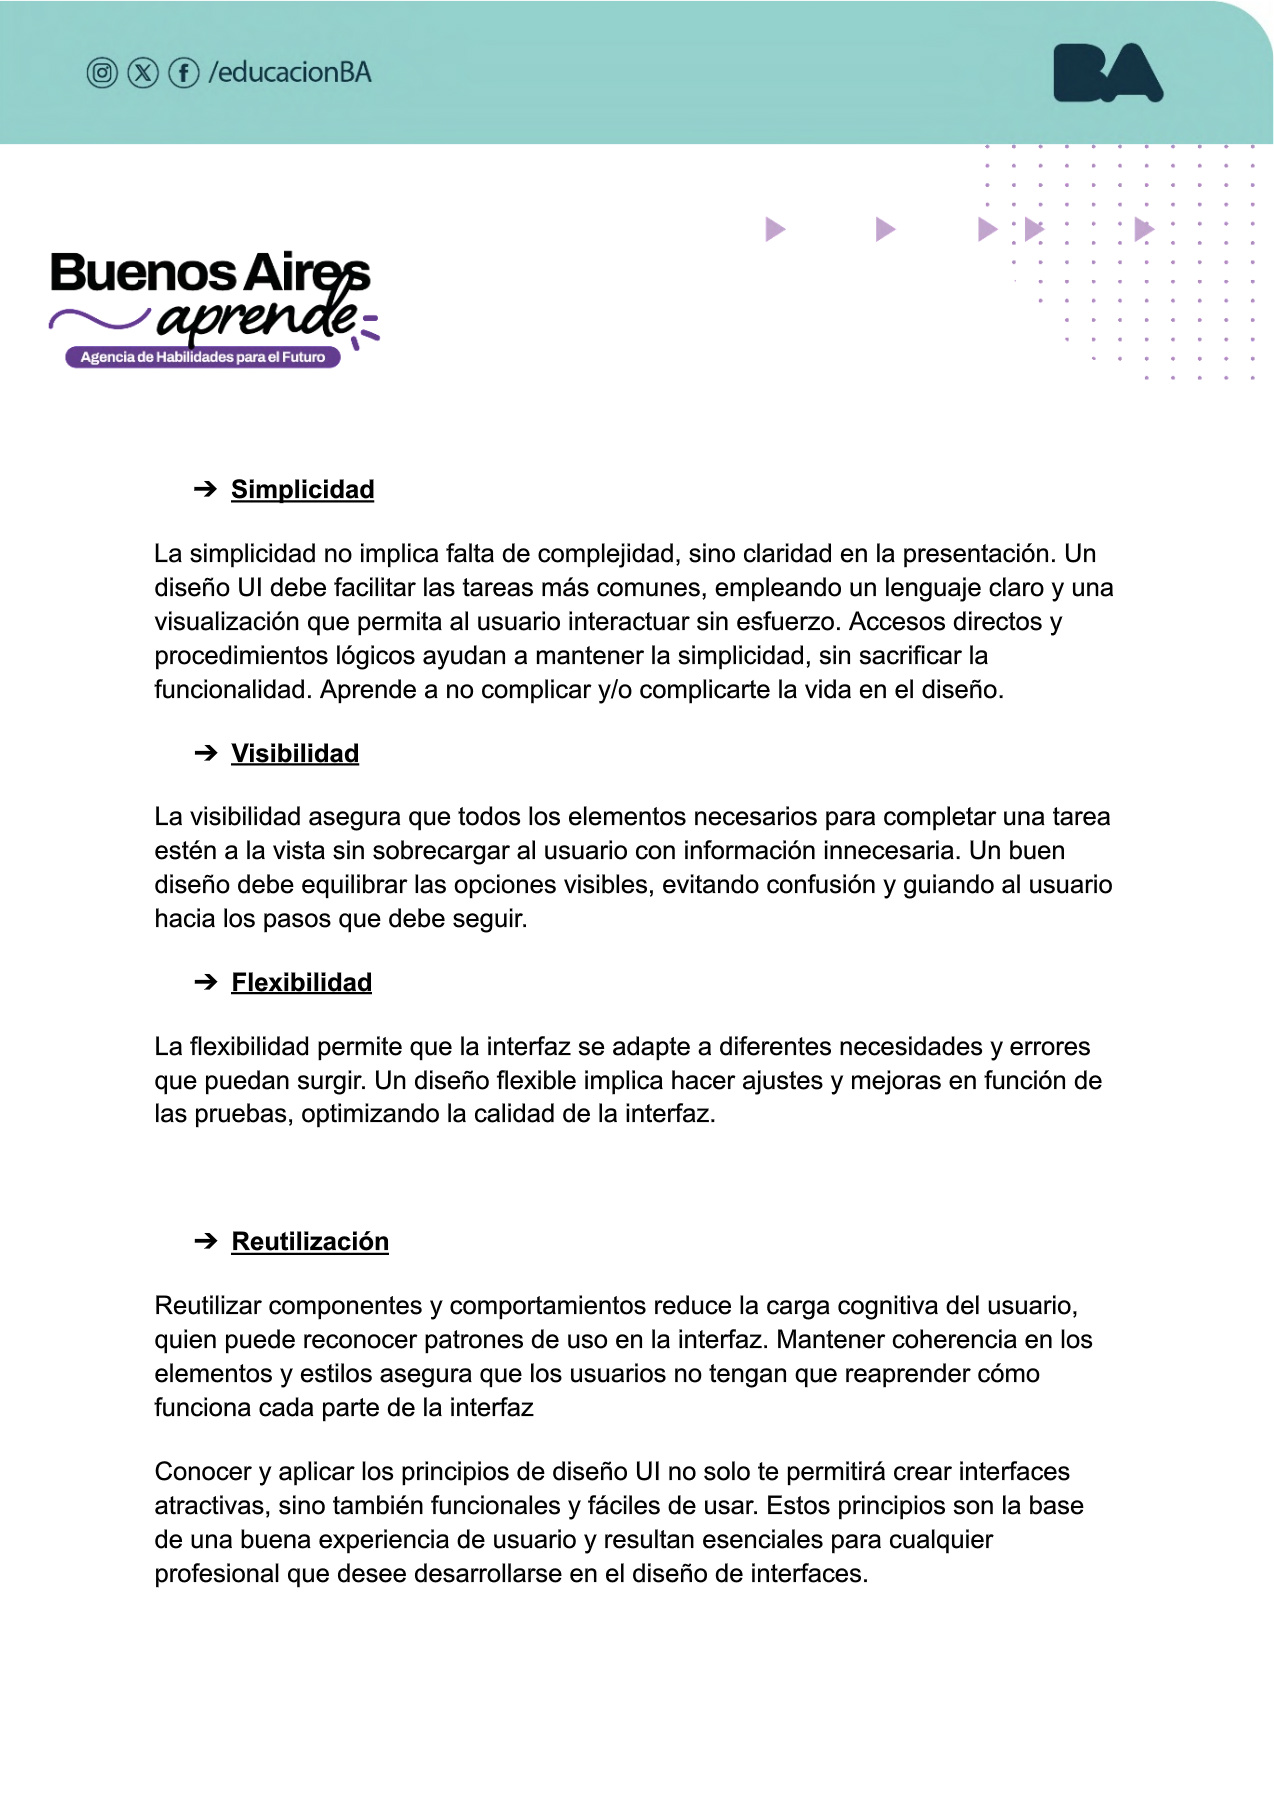 /educacionBA
BA
Buenos Aires
aprende
Agencia de Habilidades para el Futuro
➔ Simplicidad
La simplicidad no implica falta de complejidad, sino claridad en la presentación. Un
diseño UI debe facilitar las tareas más comunes, empleando un lenguaje claro y una
visualización que permita al usuario interactuar sin esfuerzo. Accesos directos y
procedimientos lógicos ayudan a mantener la simplicidad, sin sacrificar la
funcionalidad. Aprende a no complicar y/o complicarte la vida en el diseño.
➔ Visibilidad
La visibilidad asegura que todos los elementos necesarios para completar una tarea
estén a la vista sin sobrecargar al usuario con información innecesaria. Un buen
diseño debe equilibrar las opciones visibles, evitando confusión y guiando al usuario
hacia los pasos que debe seguir.
➔ Flexibilidad
La flexibilidad permite que la interfaz se adapte a diferentes necesidades y errores
que puedan surgir. Un diseño flexible implica hacer ajustes y mejoras en función de
las pruebas, optimizando la calidad de la interfaz.
➔ Reutilización
Reutilizar componentes y comportamientos reduce la carga cognitiva del usuario,
quien puede reconocer patrones de uso en la interfaz. Mantener coherencia en los
elementos y estilos asegura que los usuarios no tengan que reaprender cómo
funciona cada parte de la interfaz
Conocer y aplicar los principios de diseño UI no solo te permitirá crear interfaces
atractivas, sino también funcionales y fáciles de usar. Estos principios son la base
de una buena experiencia de usuario y resultan esenciales para cualquier
profesional que desee desarrollarse en el diseño de interfaces.